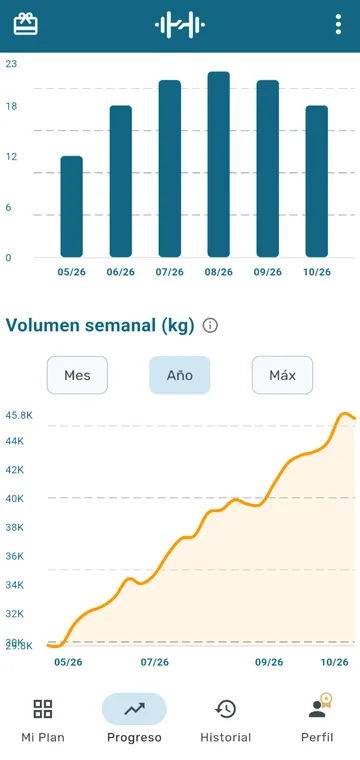 23
18
12
6
0
05/26 06/26 07/26 08/26 09/26 10/26
Volumen semanal (kg)
Mes Año Máx
45.8K
44K
42K
40K
38K
36K
34K
32K
30K
29.8K
05/26 07/26 09/26 10/26
Mi Plan Progreso Historial Perfil